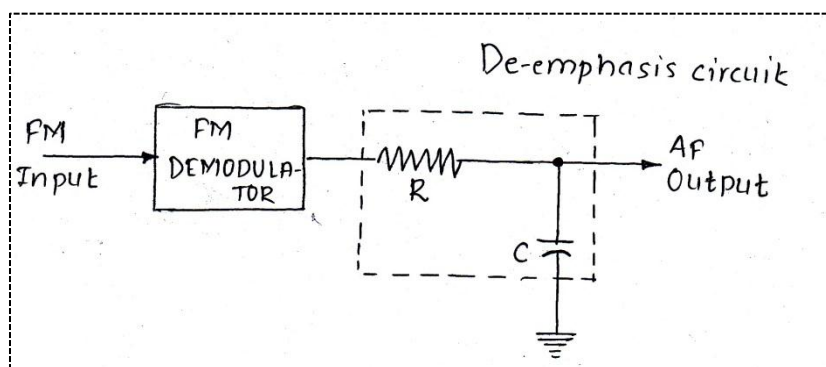 De-emphasis circuit
FM
Input
FM
DEMODULA-
TOR
R
C
AF
Output